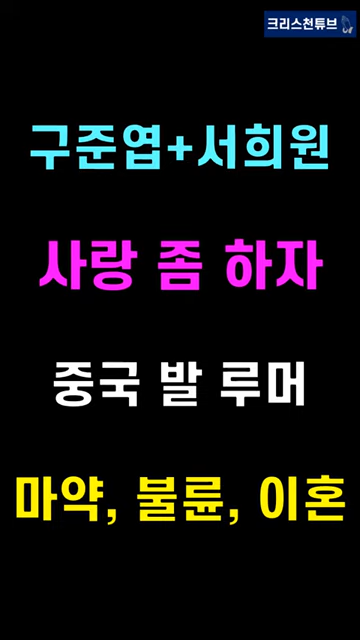 크리스천튜브
구준엽+서희원
사랑 좀 하자
중국 발 루머
마약, 불륜, 이혼